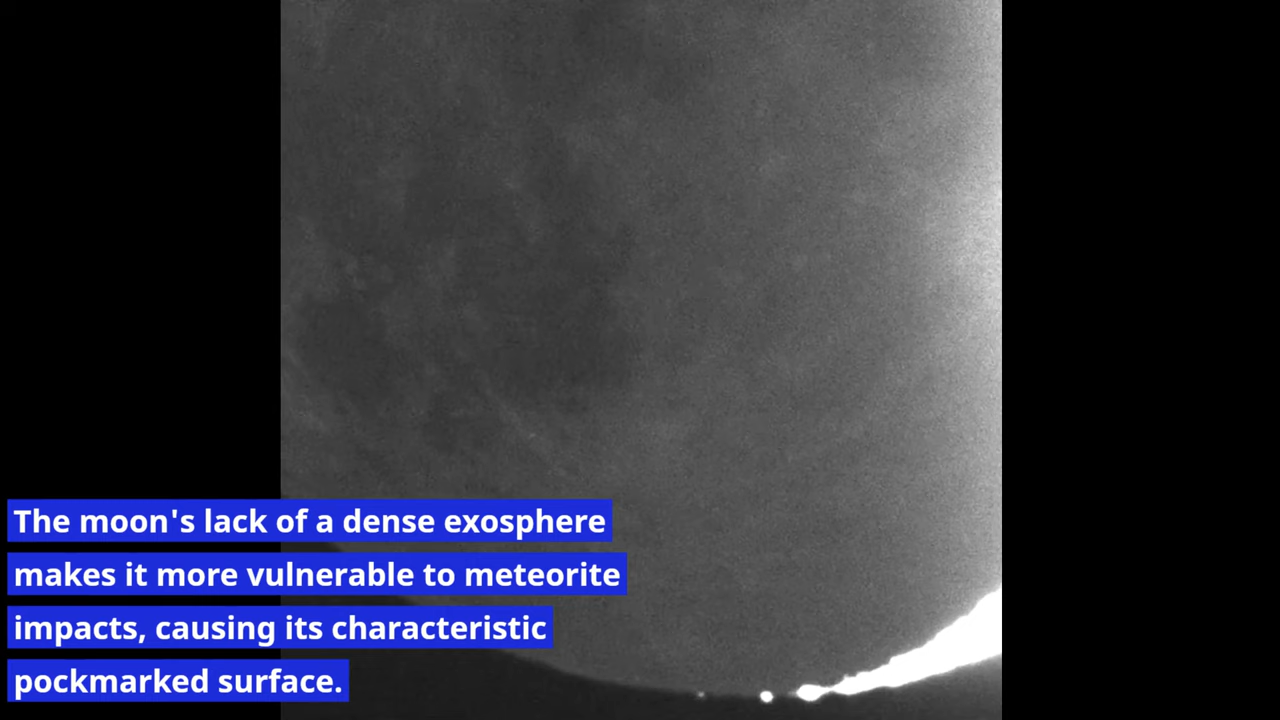 The moon's lack of a dense exosphere
makes it more vulnerable to meteorite
impacts, causing its characteristic
pockmarked surface.